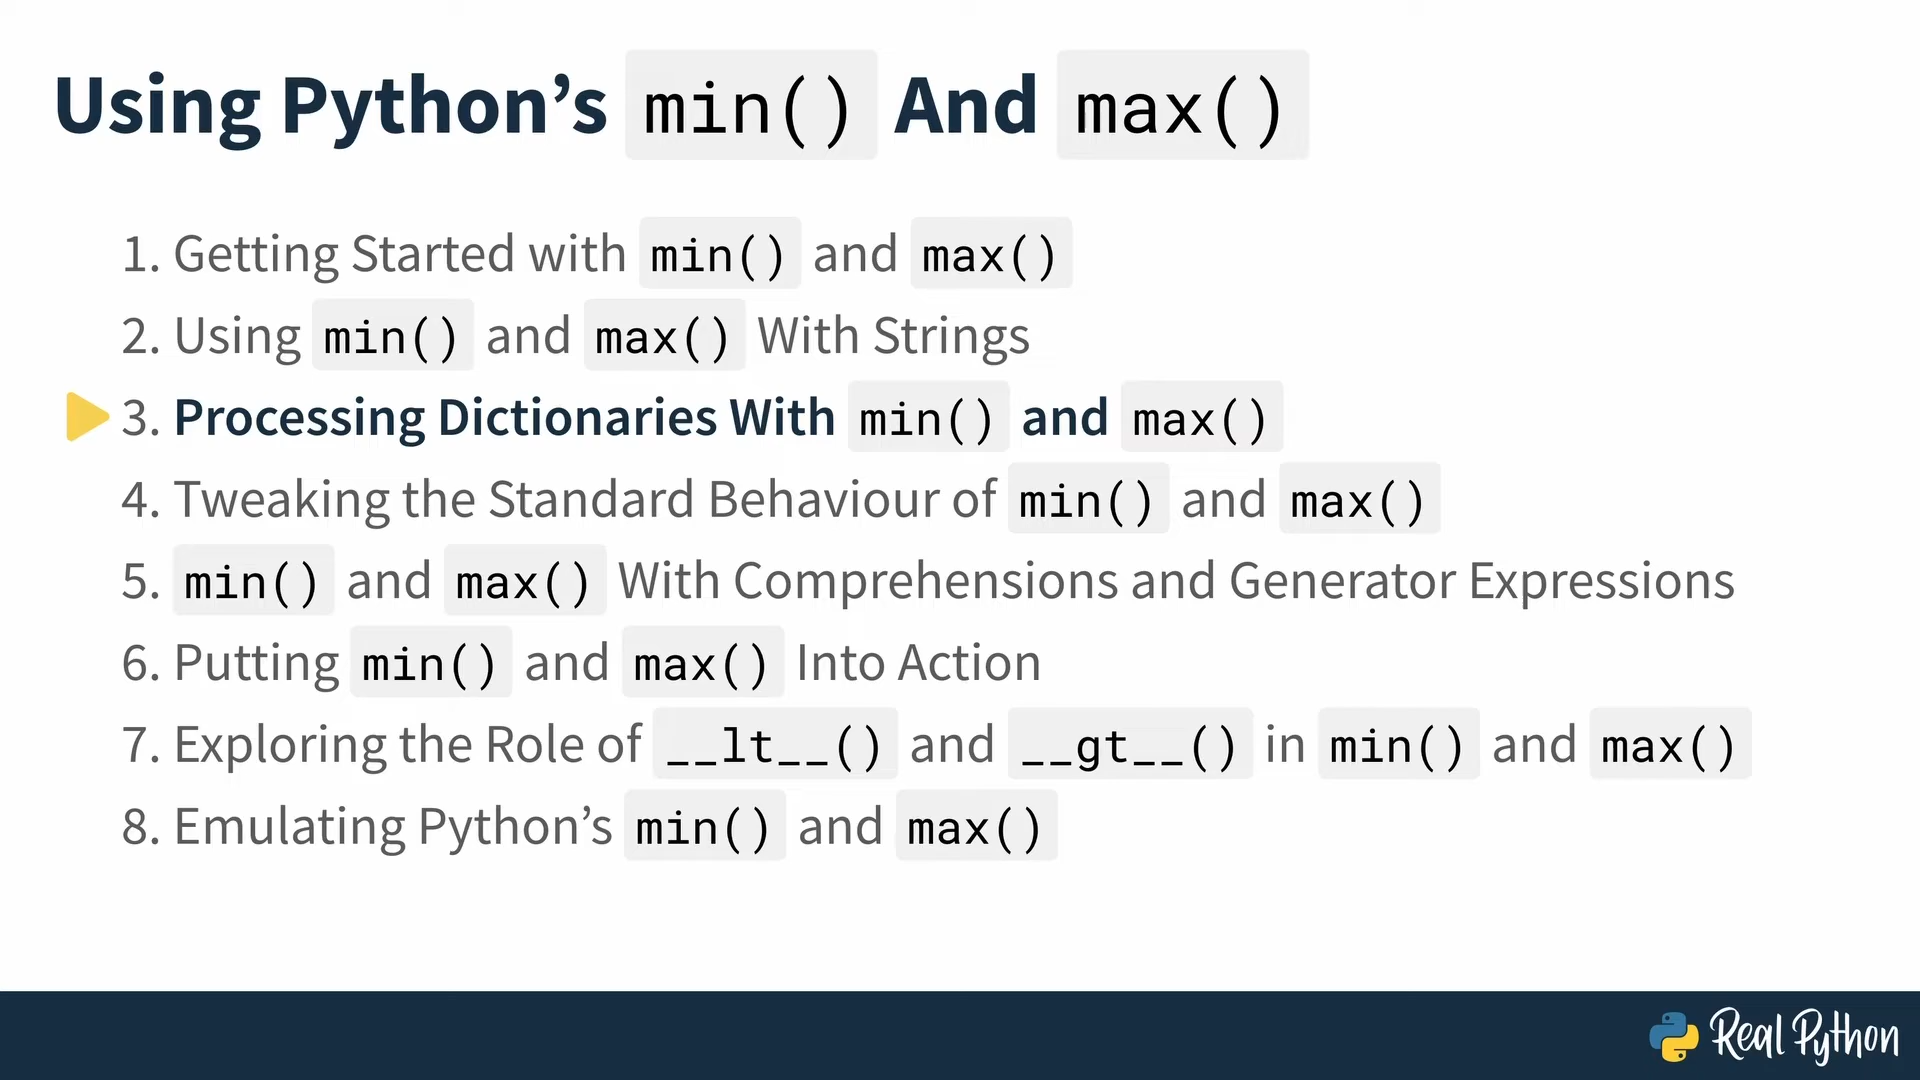 Using Python’s min() And max()
1. Getting Started with min() and max()
2. Using min() and max() With Strings
3. Processing Dictionaries With min() and max()
4. Tweaking the Standard Behaviour of min() and max()
5. min() and max() With Comprehensions and Generator Expressions
6. Putting min() and max() Into Action
7. Exploring the Role of __lt__() and __gt__() in min() and max()
8. Emulating Python’s min() and max()
Real Python